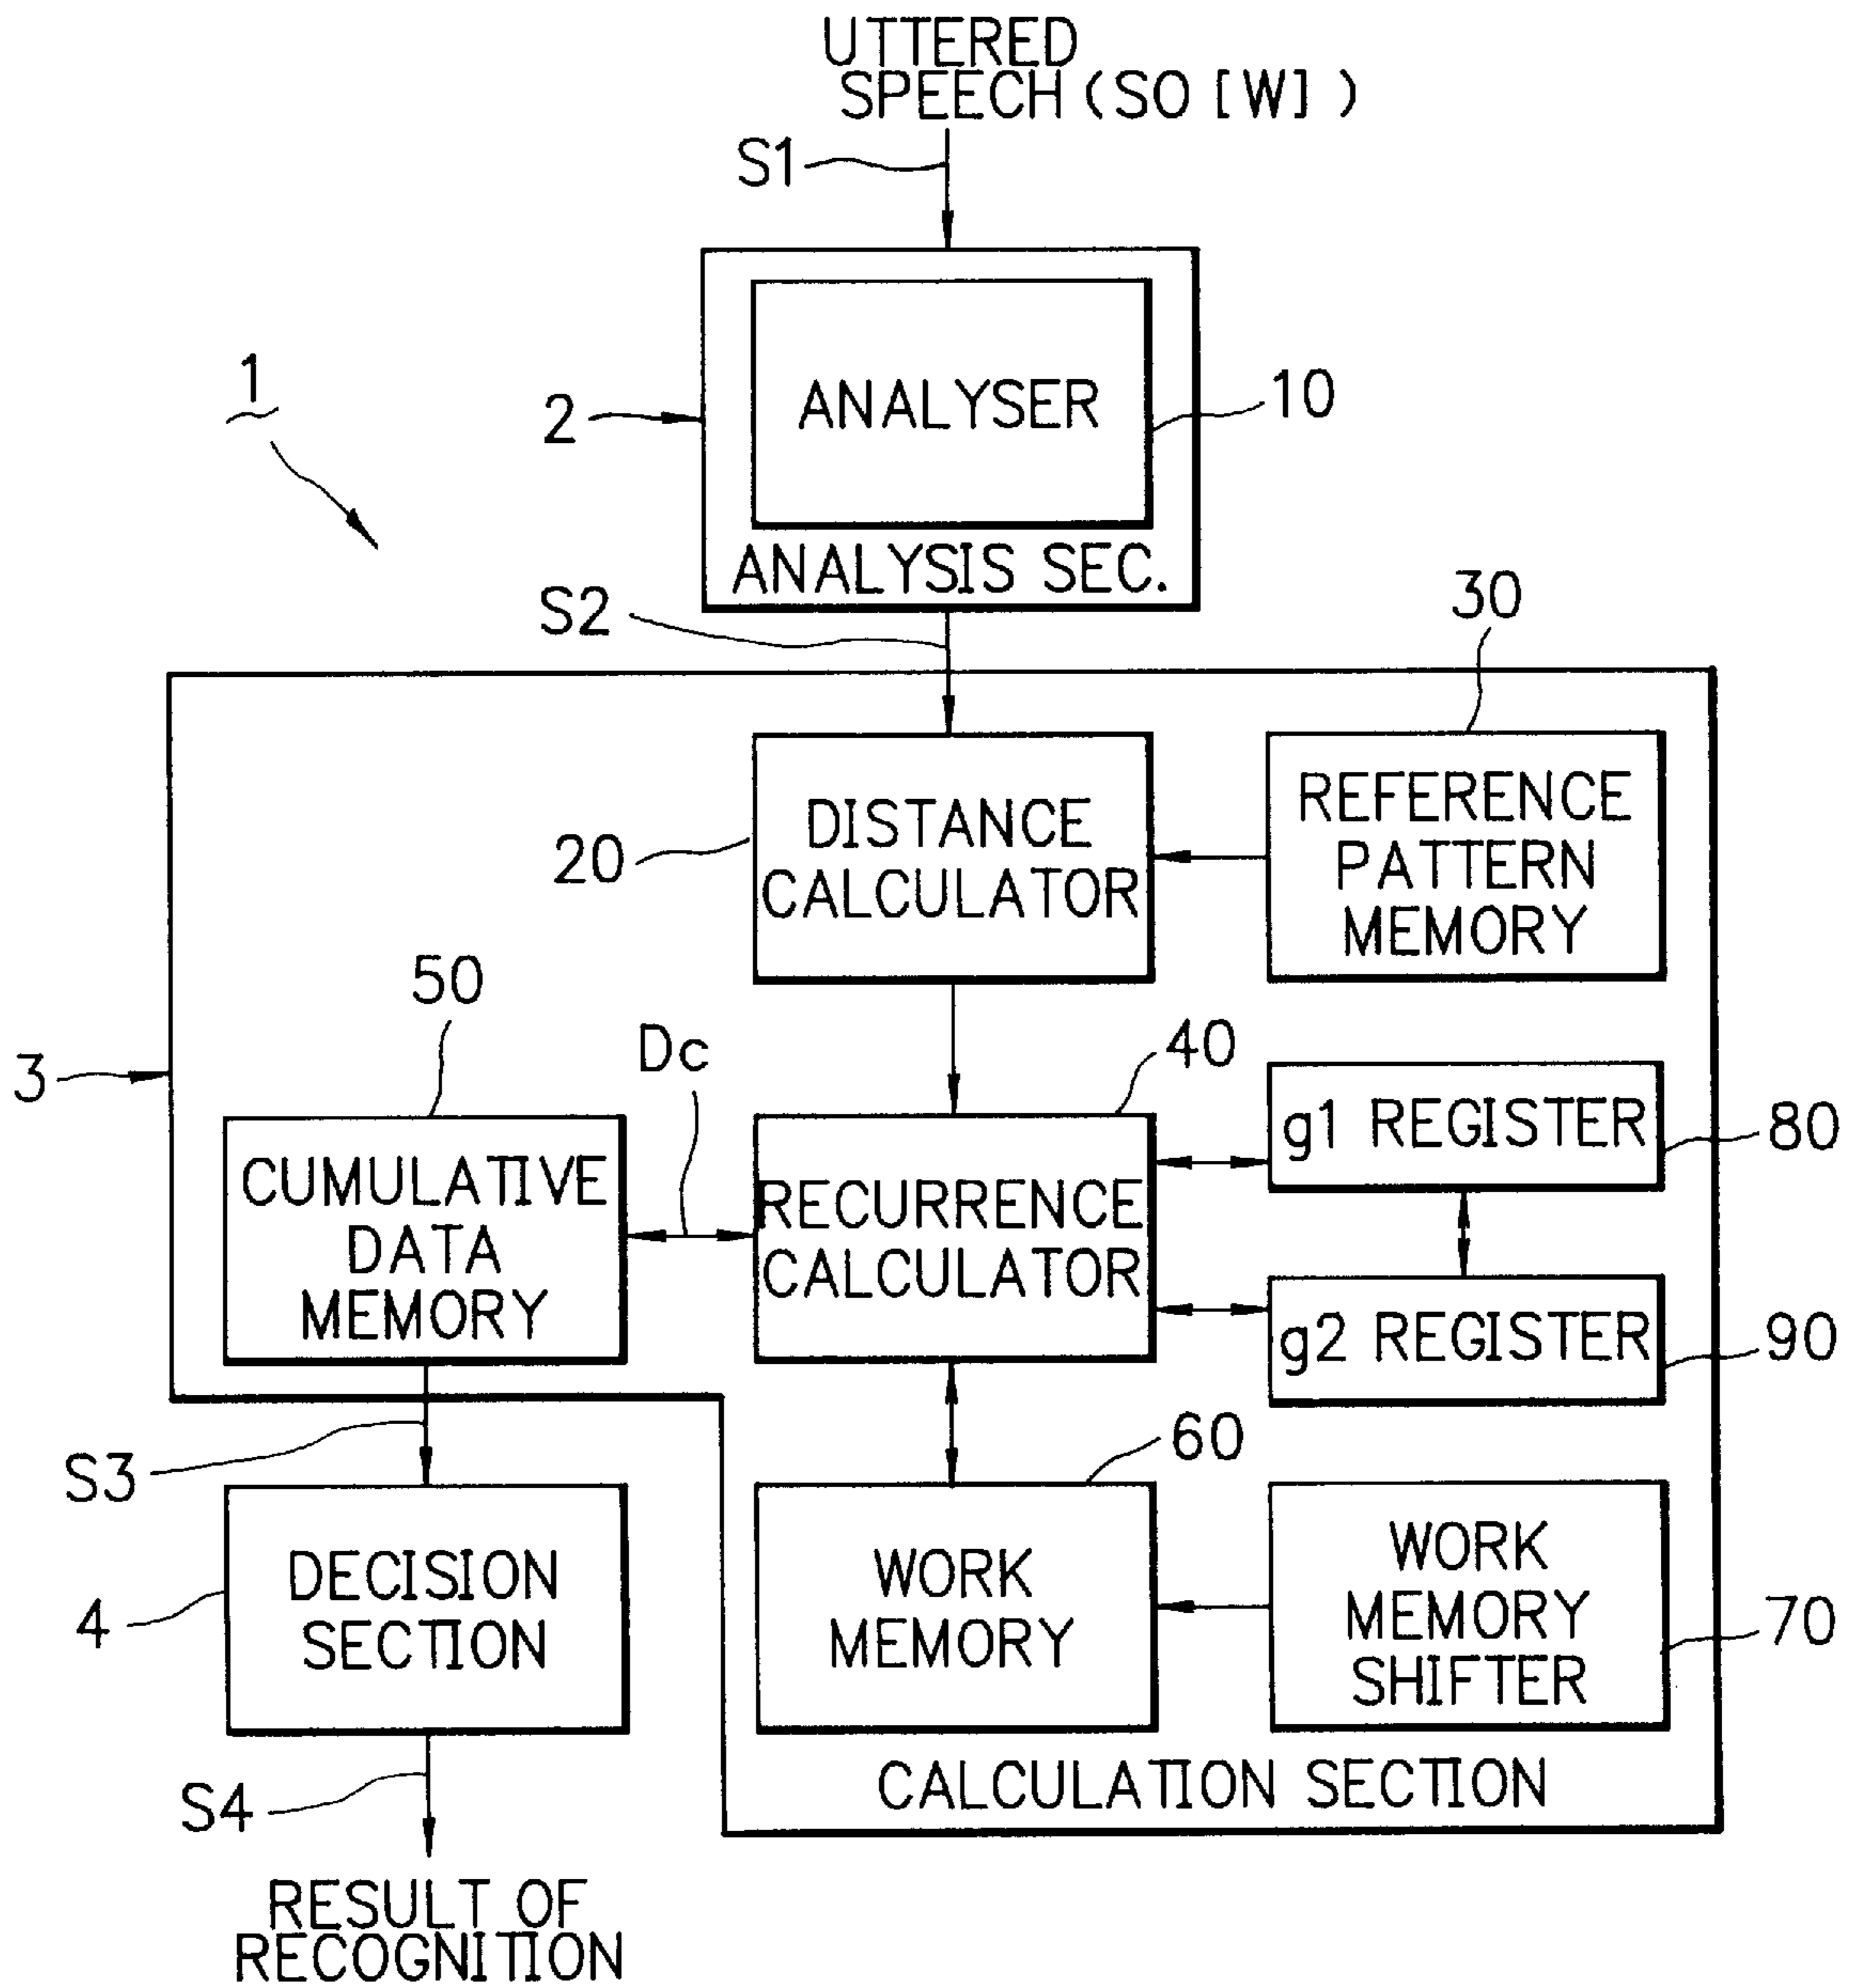 UTTERED
SPEECH (SO [W])
S1
1
2
ANALYSER
10
ANALYSIS SEC.
S2
30
20
DISTANCE
CALCULATOR
REFERENCE
PATTERN
MEMORY
50
Dc
40
3
CUMULATIVE
DATA
MEMORY
RECURRENCE
CALCULATOR
g1 REGISTER
80
g2 REGISTER
90
S3
60
4
DECISION
SECTION
WORK
MEMORY
WORK
MEMORY
SHIFTER
70
S4
CALCULATION SECTION
RESULT OF
RECOGNITION